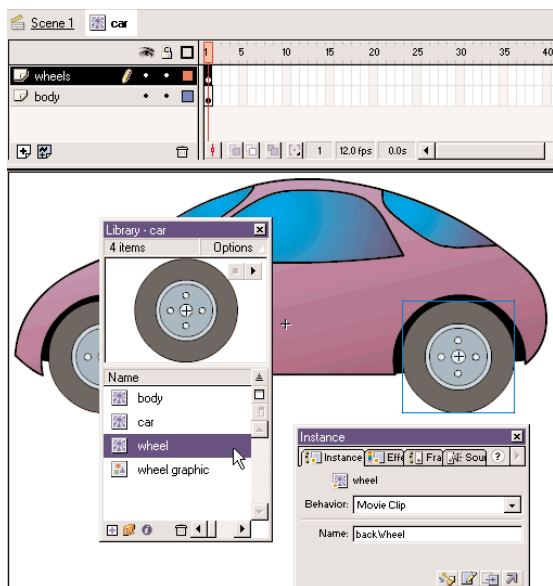 Scene 1 car
1 5 10 15 20 25 30 35 40
wheels
body
1 12.0 fps 0.0s
Library - car
4 items Options
Name
body
car
wheel
wheel graphic
Instance
Instance Effe Fra Soun
wheel
Behavior: Movie Clip
Name: backWheel